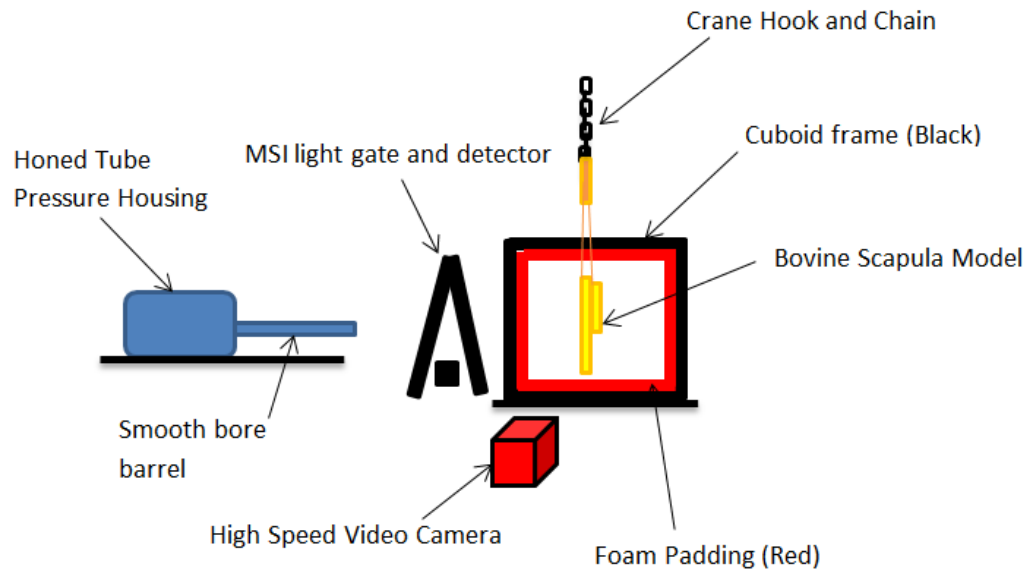 Crane Hook and Chain
Cuboid frame (Black)
MSI light gate and detector
Honed Tube
Pressure Housing
Bovine Scapula Model
Smooth bore
barrel
High Speed Video Camera
Foam Padding (Red)